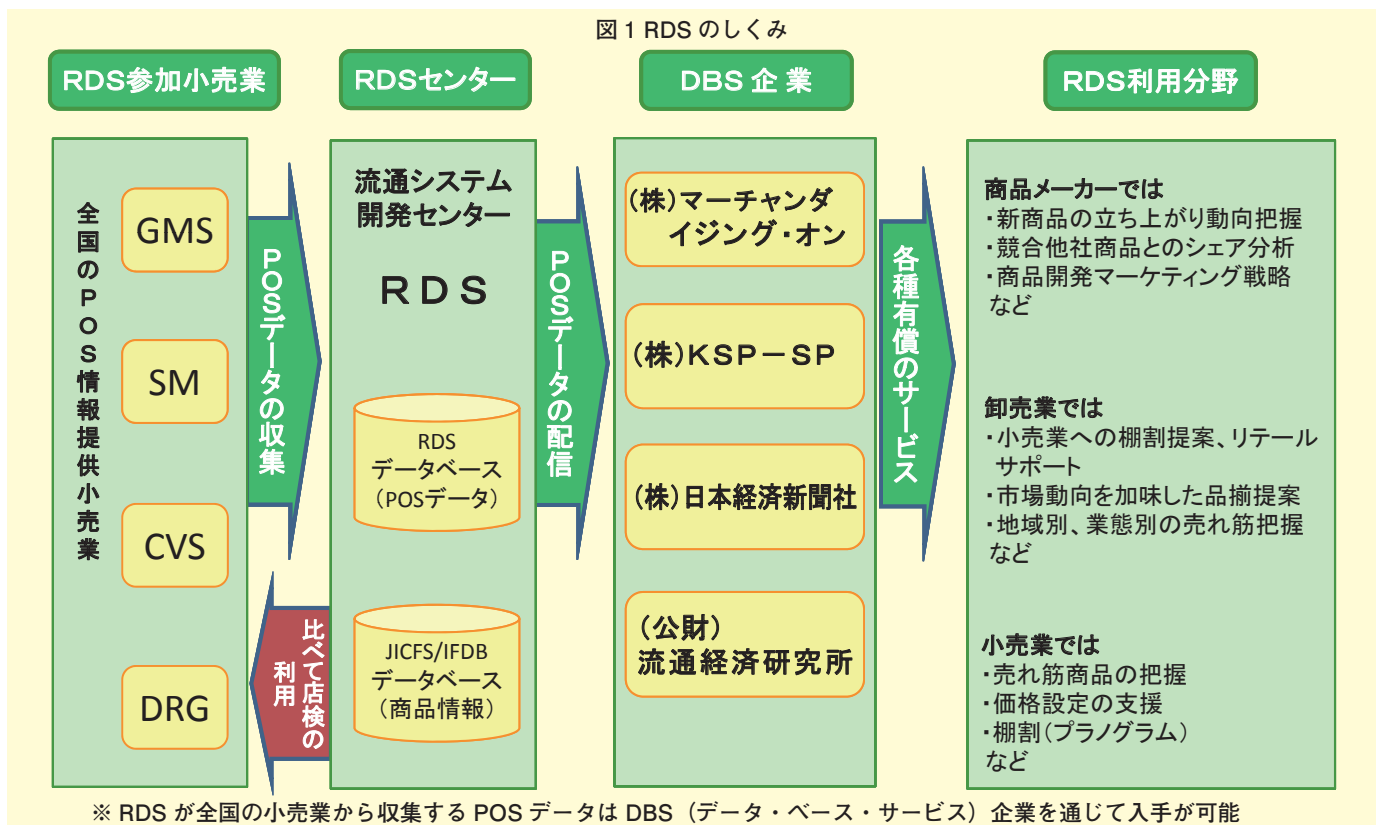 図1 RDS のしくみ
RDS参加小売業
全国のPOS情報提供小売業
GMS
SM
CVS
DRG
POSデータの収集
比べて店検の
利用
RDSセンター
流通システム
開発センター
RDS
RDS
データベース
(POSデータ)
JICFS/IFDB
データベース
(商品情報)
POSデータの配信
DBS 企 業
(株)マーチャンダ
イジング・オン
(株)KSP-SP
(株)日本経済新聞社
(公財)
流通経済研究所
各種有償のサービス
RDS利用分野
商品メーカーでは
・新商品の立ち上がり動向把握
・競合他社商品とのシェア分析
・商品開発マーケティング戦略
など
卸売業では
・小売業への棚割提案、リテール
サポート
・市場動向を加味した品揃提案
・地域別、業態別の売れ筋把握
など
小売業では
・売れ筋商品の把握
・価格設定の支援
・棚割(プラノグラム)
など
※ RDS が全国の小売業から収集する POS データは DBS(データ・ベース・サービス)企業を通じて入手が可能